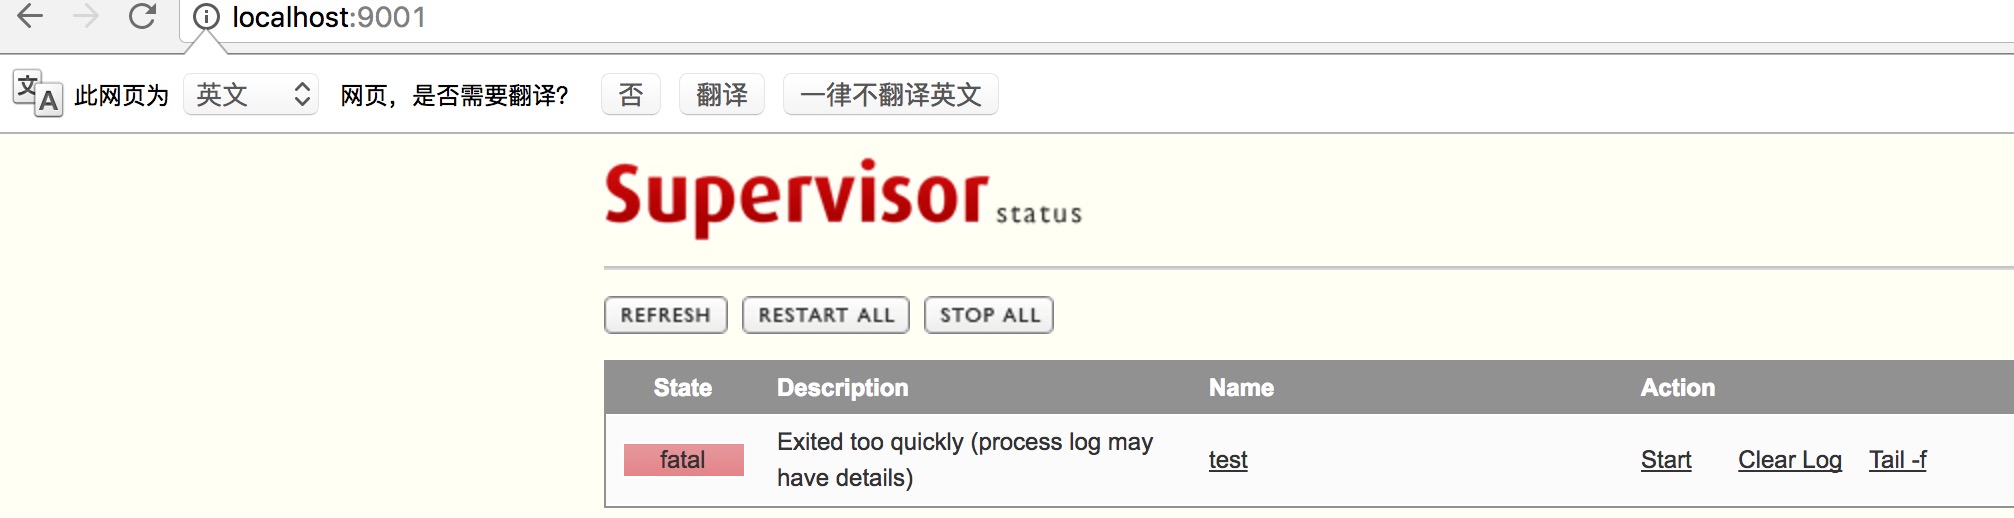 localhost:9001
文A 此网页为 英文 网页，是否需要翻译? 否 翻译 一律不翻译英文
Supervisor status
REFRESH RESTART ALL STOP ALL
State Description Name Action
fatal Exited too quickly (process log may have details) test Start Clear Log Tail -f